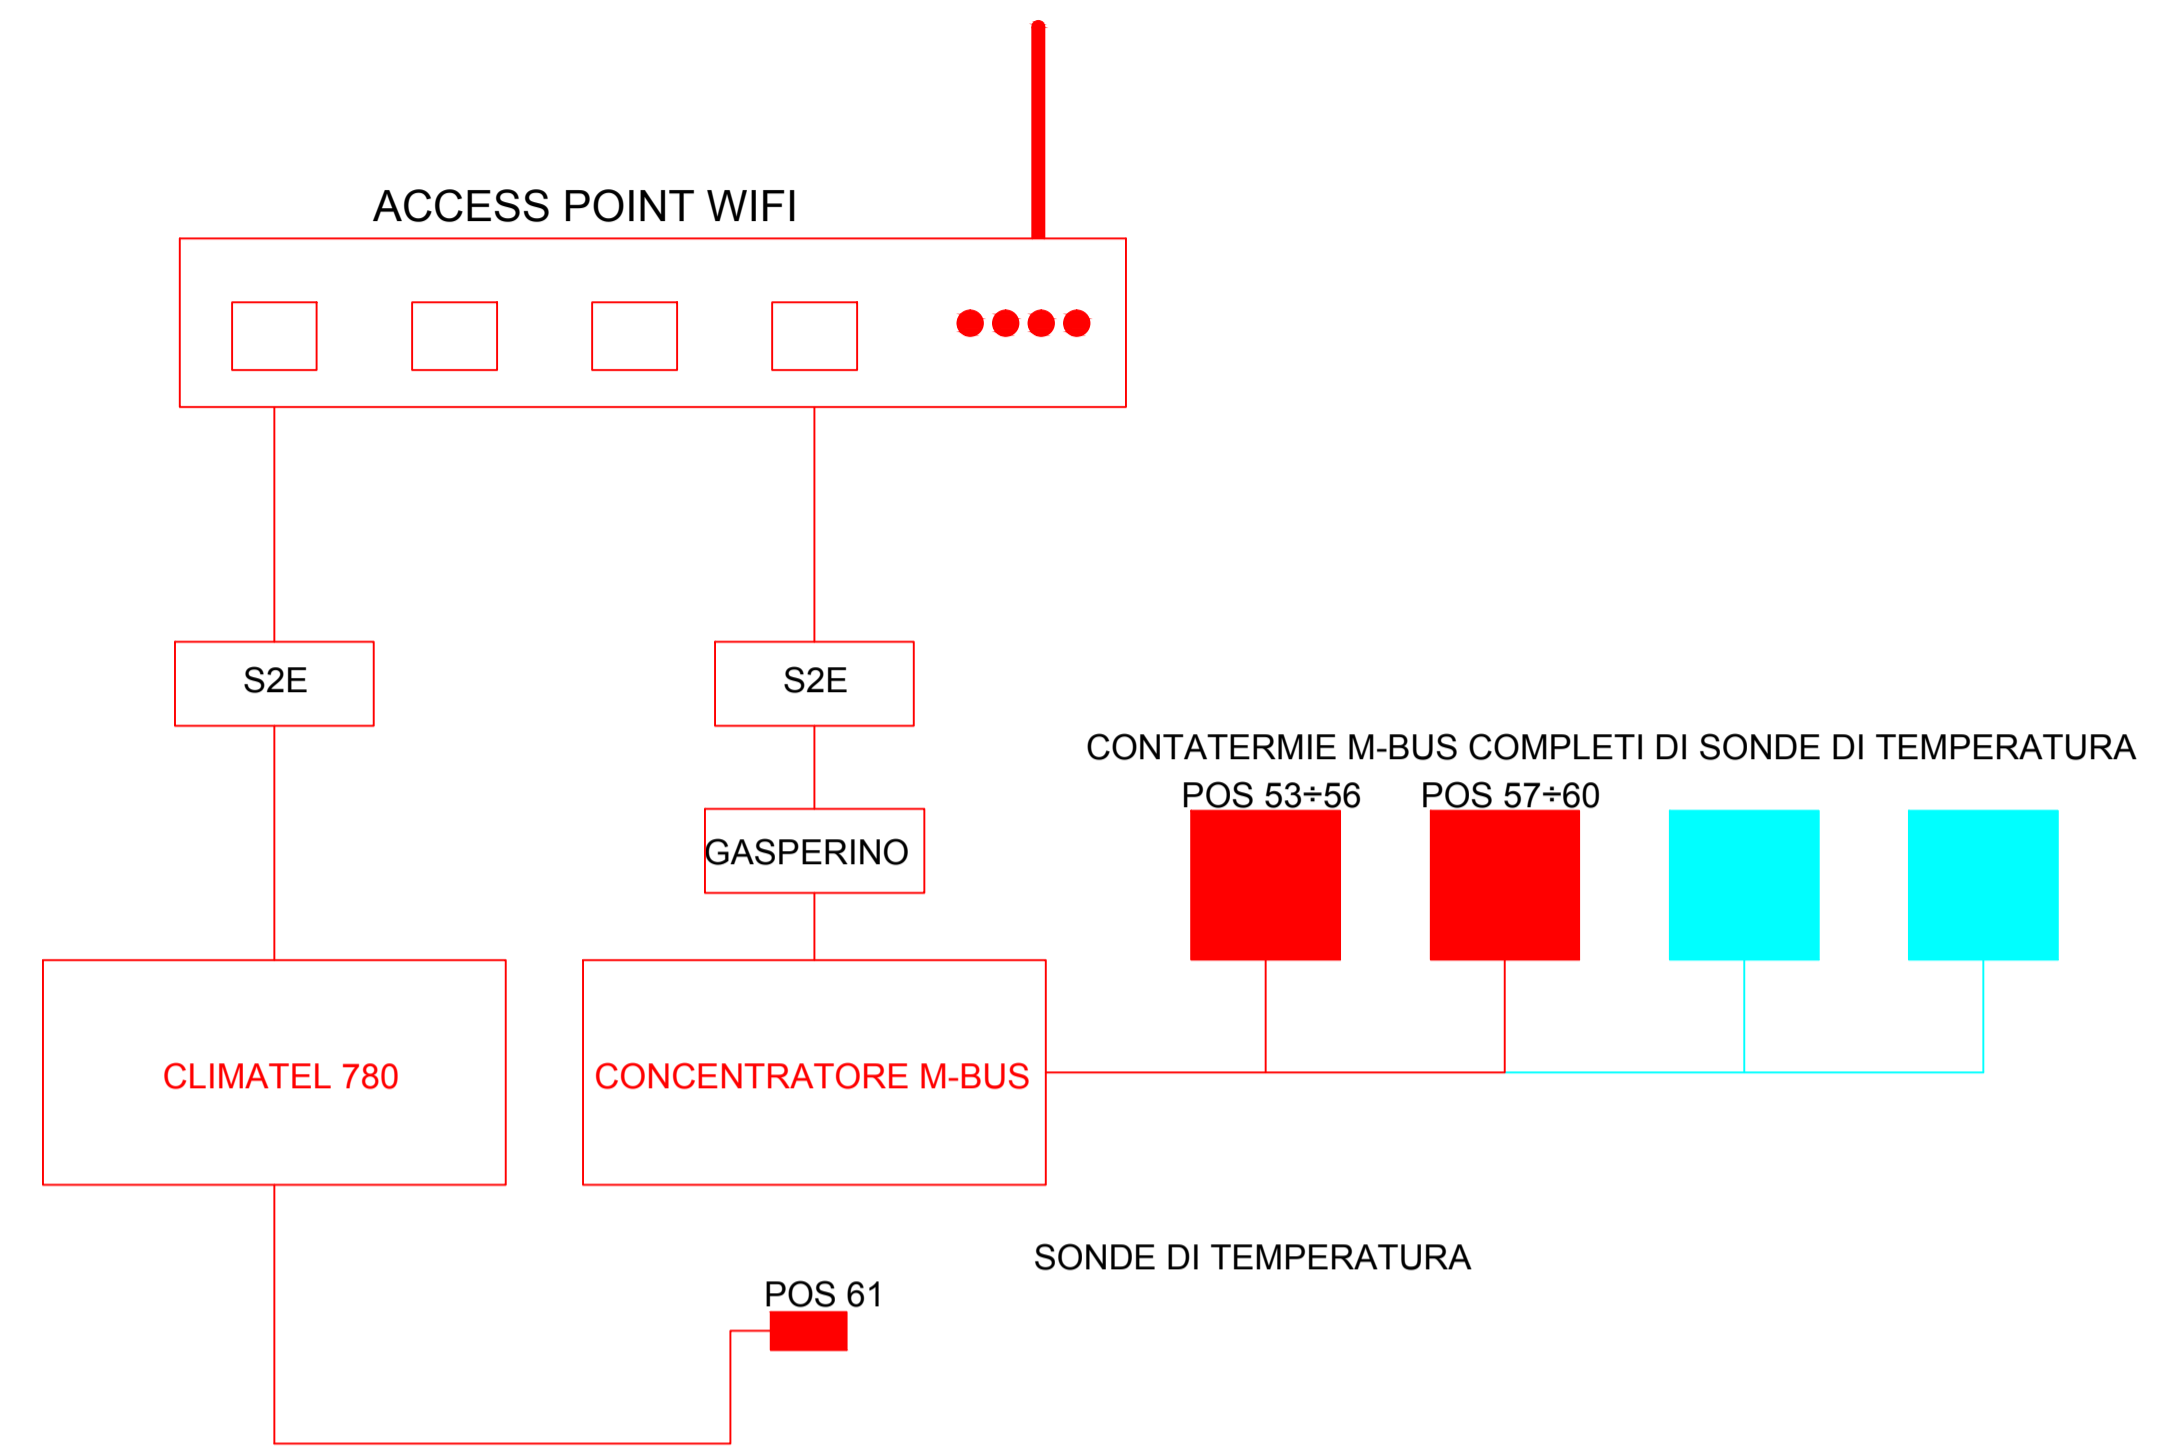 ACCESS POINT WIFI
S2E
S2E
CONTATERMIE M-BUS COMPLETI DI SONDE DI TEMPERATURA
POS 53÷56
POS 57÷60
GASPERINO
CLIMATEL 780
CONCENTRATORE M-BUS
SONDE DI TEMPERATURA
POS 61